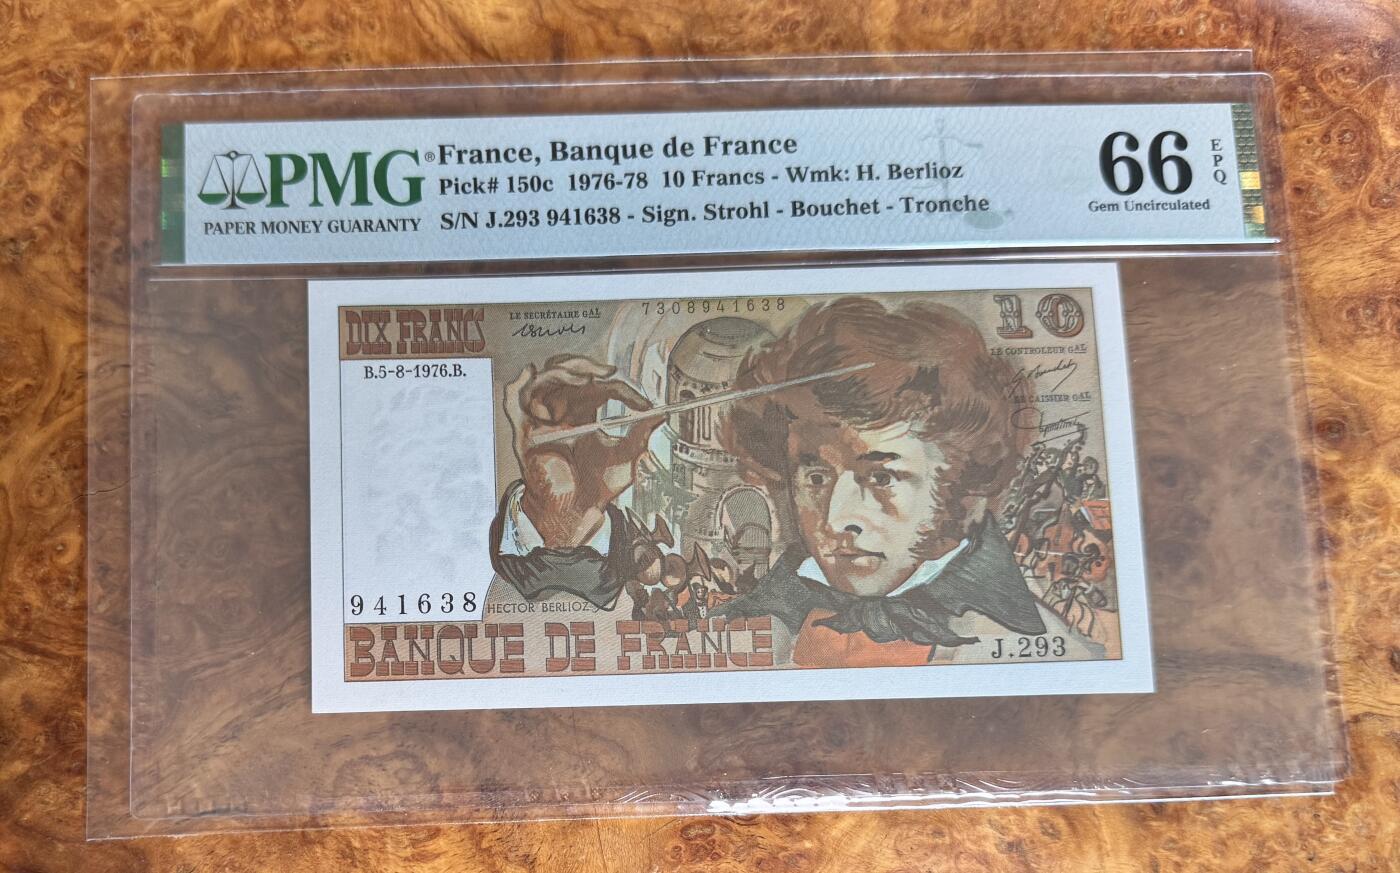 PMG®
PAPER MONEY GUARANTY
France, Banque de France
Pick# 150c 1976-78 10 Francs - Wmk: H. Berlioz
S/N J.293 941638 - Sign. Strohl - Bouchet - Tronche
66
EPQ
Gem Uncirculated
DIX FRANCS
LE SECRÉTAIRE GAL
7308941638
10
B.5-8-1976.B.
LE CONTROLEUR GAL
LE CAISSIER GAL
941638
HECTOR BERLIOZ
BANQUE DE FRANCE
J.293